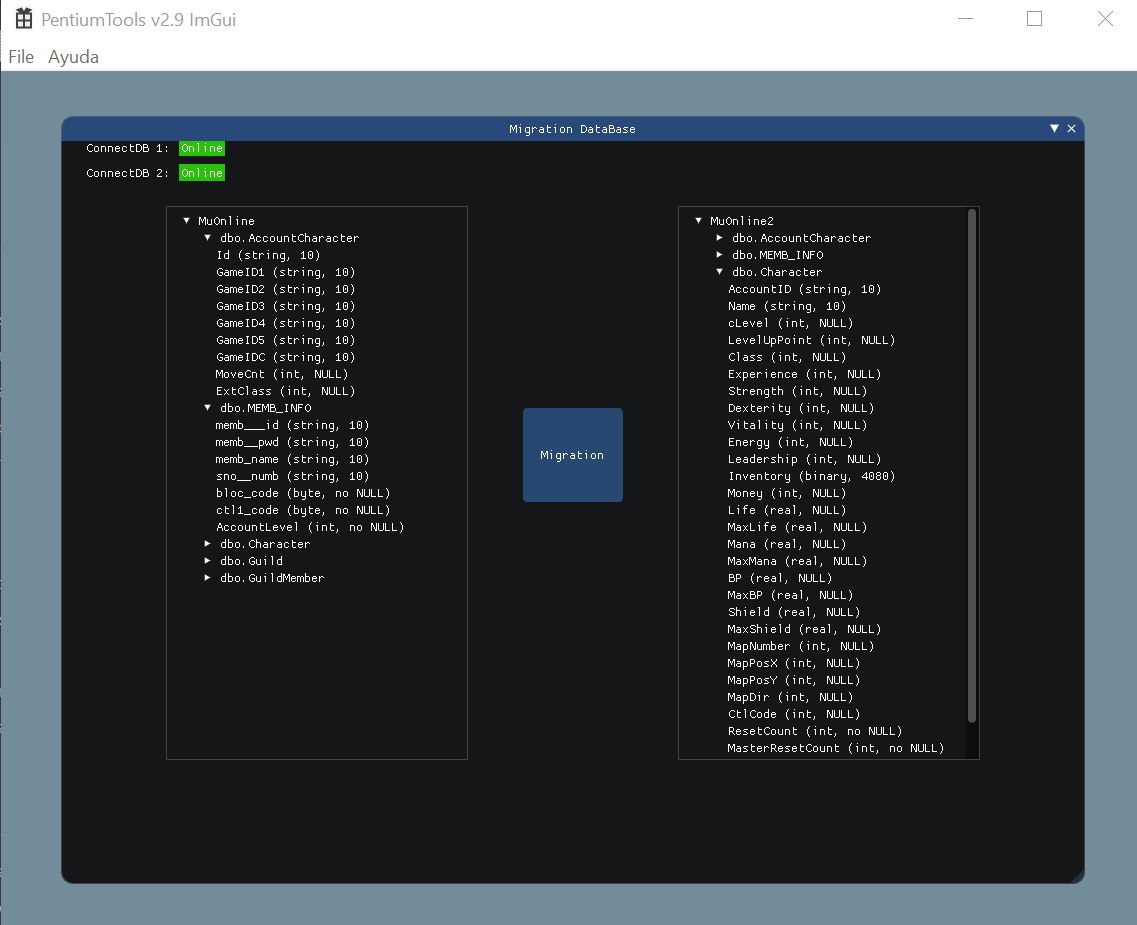 PentiumTools v2.9 ImGui
File Ayuda
Migration DataBase
ConnectDB 1: Online
ConnectDB 2: Online
MuOnline
dbo.AccountCharacter
Id (string, 10)
GameID1 (string, 10)
GameID2 (string, 10)
GameID3 (string, 10)
GameID4 (string, 10)
GameID5 (string, 10)
GameIDC (string, 10)
MoveCnt (int, NULL)
ExtClass (int, NULL)
dbo.MEMB_INFO
memb___id (string, 10)
memb__pwd (string, 10)
memb_name (string, 10)
sno__numb (string, 10)
bloc_code (byte, no NULL)
ctl1_code (byte, no NULL)
AccountLevel (int, no NULL)
dbo.Character
dbo.Guild
dbo.GuildMember
Migration
MuOnline2
dbo.AccountCharacter
dbo.MEMB_INFO
dbo.Character
AccountID (string, 10)
Name (string, 10)
cLevel (int, NULL)
LevelUpPoint (int, NULL)
Class (int, NULL)
Experience (int, NULL)
Strength (int, NULL)
Dexterity (int, NULL)
Vitality (int, NULL)
Energy (int, NULL)
Leadership (int, NULL)
Inventory (binary, 4080)
Money (int, NULL)
Life (real, NULL)
MaxLife (real, NULL)
Mana (real, NULL)
MaxMana (real, NULL)
BP (real, NULL)
MaxBP (real, NULL)
Shield (real, NULL)
MaxShield (real, NULL)
MapNumber (int, NULL)
MapPosX (int, NULL)
MapPosY (int, NULL)
MapDir (int, NULL)
CtlCode (int, NULL)
ResetCount (int, no NULL)
MasterResetCount (int, no NULL)